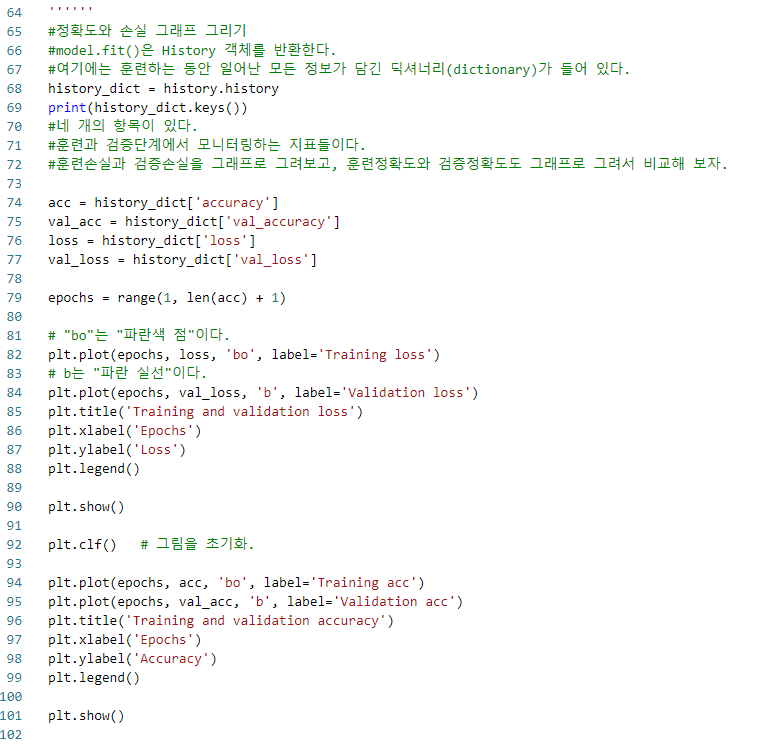 64 ''''''
65 #정확도와 손실 그래프 그리기
66 #model.fit()은 History 객체를 반환한다.
67 #여기에는 훈련하는 동안 일어난 모든 정보가 담긴 딕셔너리(dictionary)가 들어 있다.
68 history_dict = history.history
69 print(history_dict.keys())
70 #네 개의 항목이 있다.
71 #훈련과 검증단계에서 모니터링하는 지표들이다.
72 #훈련손실과 검증손실을 그래프로 그려보고, 훈련정확도와 검증정확도도 그래프로 그려서 비교해 보자.
73
74 acc = history_dict['accuracy']
75 val_acc = history_dict['val_accuracy']
76 loss = history_dict['loss']
77 val_loss = history_dict['val_loss']
78
79 epochs = range(1, len(acc) + 1)
80
81 # "bo"는 "파란색 점"이다.
82 plt.plot(epochs, loss, 'bo', label='Training loss')
83 # b는 "파란 실선"이다.
84 plt.plot(epochs, val_loss, 'b', label='Validation loss')
85 plt.title('Training and validation loss')
86 plt.xlabel('Epochs')
87 plt.ylabel('Loss')
88 plt.legend()
89
90 plt.show()
91
92 plt.clf()   # 그림을 초기화.
93
94 plt.plot(epochs, acc, 'bo', label='Training acc')
95 plt.plot(epochs, val_acc, 'b', label='Validation acc')
96 plt.title('Training and validation accuracy')
97 plt.xlabel('Epochs')
98 plt.ylabel('Accuracy')
99 plt.legend()
100
101 plt.show()
102